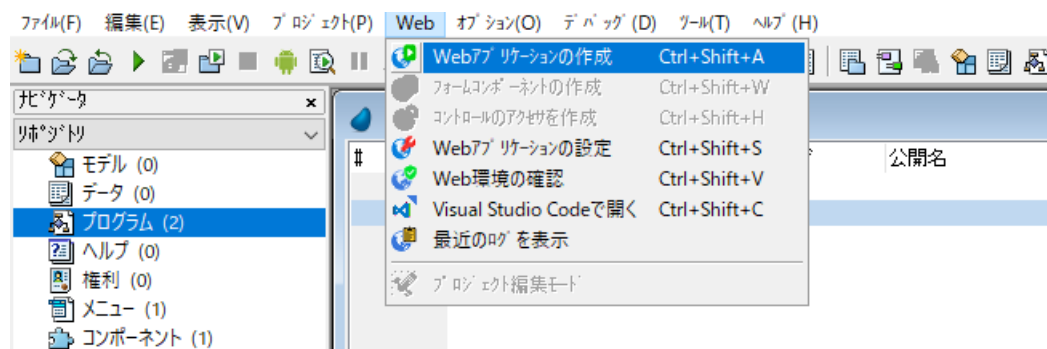 ファイル(F) 編集(E) 表示(V) プロジェクト(P) Web オプション(O) デバッグ(D) ツール(T) ヘルプ(H)
Webアプリケーションの作成 Ctrl+Shift+A
フォームコンポーネントの作成 Ctrl+Shift+W
コントロールのアクセサを作成 Ctrl+Shift+H
Webアプリケーションの設定 Ctrl+Shift+S
Web環境の確認 Ctrl+Shift+V
Visual Studio Codeで開く Ctrl+Shift+C
最近のログを表示
プロジェクト編集モード
ナビゲータ x
リポジトリ
モデル (0)
データ (0)
プログラム (2)
ヘルプ (0)
権利 (0)
メニュー (1)
コンポーネント (1)
# 公開名